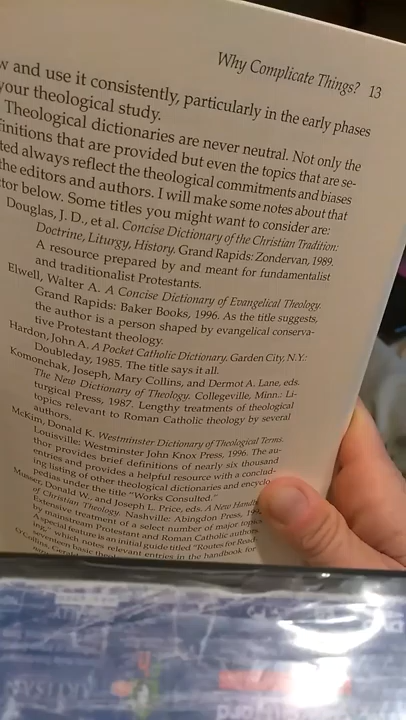 Why Complicate Things? 13
w and use it consistently, particularly in the early phases
your theological study.
Theological dictionaries are never neutral. Not only the
finitions that are provided but even the topics that are se-
ted always reflect the theological commitments and biases
the editors and authors. I will make some notes about that
ctor below. Some titles you might want to consider are:
Douglas, J. D., et al. Concise Dictionary of the Christian Tradition:
Doctrine, Liturgy, History. Grand Rapids: Zondervan, 1989.
A resource prepared by and meant for fundamentalist
and traditionalist Protestants.
Elwell, Walter A. A Concise Dictionary of Evangelical Theology.
Grand Rapids: Baker Books, 1996. As the title suggests,
the author is a person shaped by evangelical conserva-
tive Protestant theology.
Hardon, John A. A Pocket Catholic Dictionary. Garden City, N.Y.:
Doubleday, 1985. The title says it all.
Komonchak, Joseph, Mary Collins, and Dermot A. Lane, eds.
The New Dictionary of Theology. Collegeville, Minn.: Li-
turgical Press, 1987. Lengthy treatments of theological
topics relevant to Roman Catholic theology by several
authors.
McKim, Donald K. Westminster Dictionary of Theological Terms.
Louisville: Westminster John Knox Press, 1996. The au-
thor provides brief definitions of nearly six thousand
entries and provides a helpful resource with a conclud-
ing listing of other theological dictionaries and encyclo-
pedias under the title "Works Consulted."
Musser, Donald W., and Joseph L. Price, eds. A New Handb
of Christian Theology. Nashville: Abingdon Press,
Extensive treatment of a select number of major topics
by mainstream Protestant and Roman Catholic authors.
A special feature is an initial guide titled "Routes for Read-
ing," which notes relevant entries in the handbook for
seventeen basic
O'Collins, Gerald